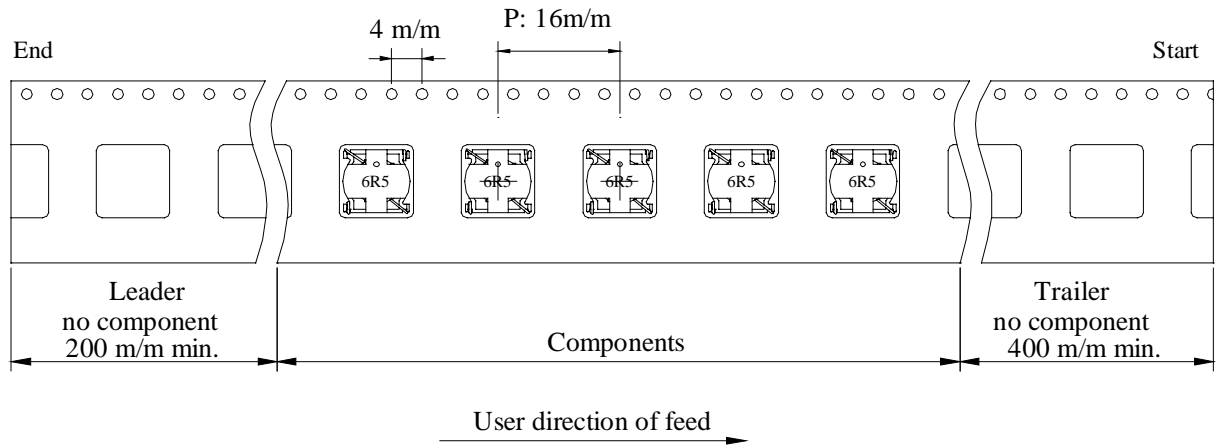 P: 16m/m
4 m/m
End
Start
6R5
6R5
6R5
6R5
6R5
Leader
no component
200 m/m min.
Components
Trailer
no component
400 m/m min.
User direction of feed